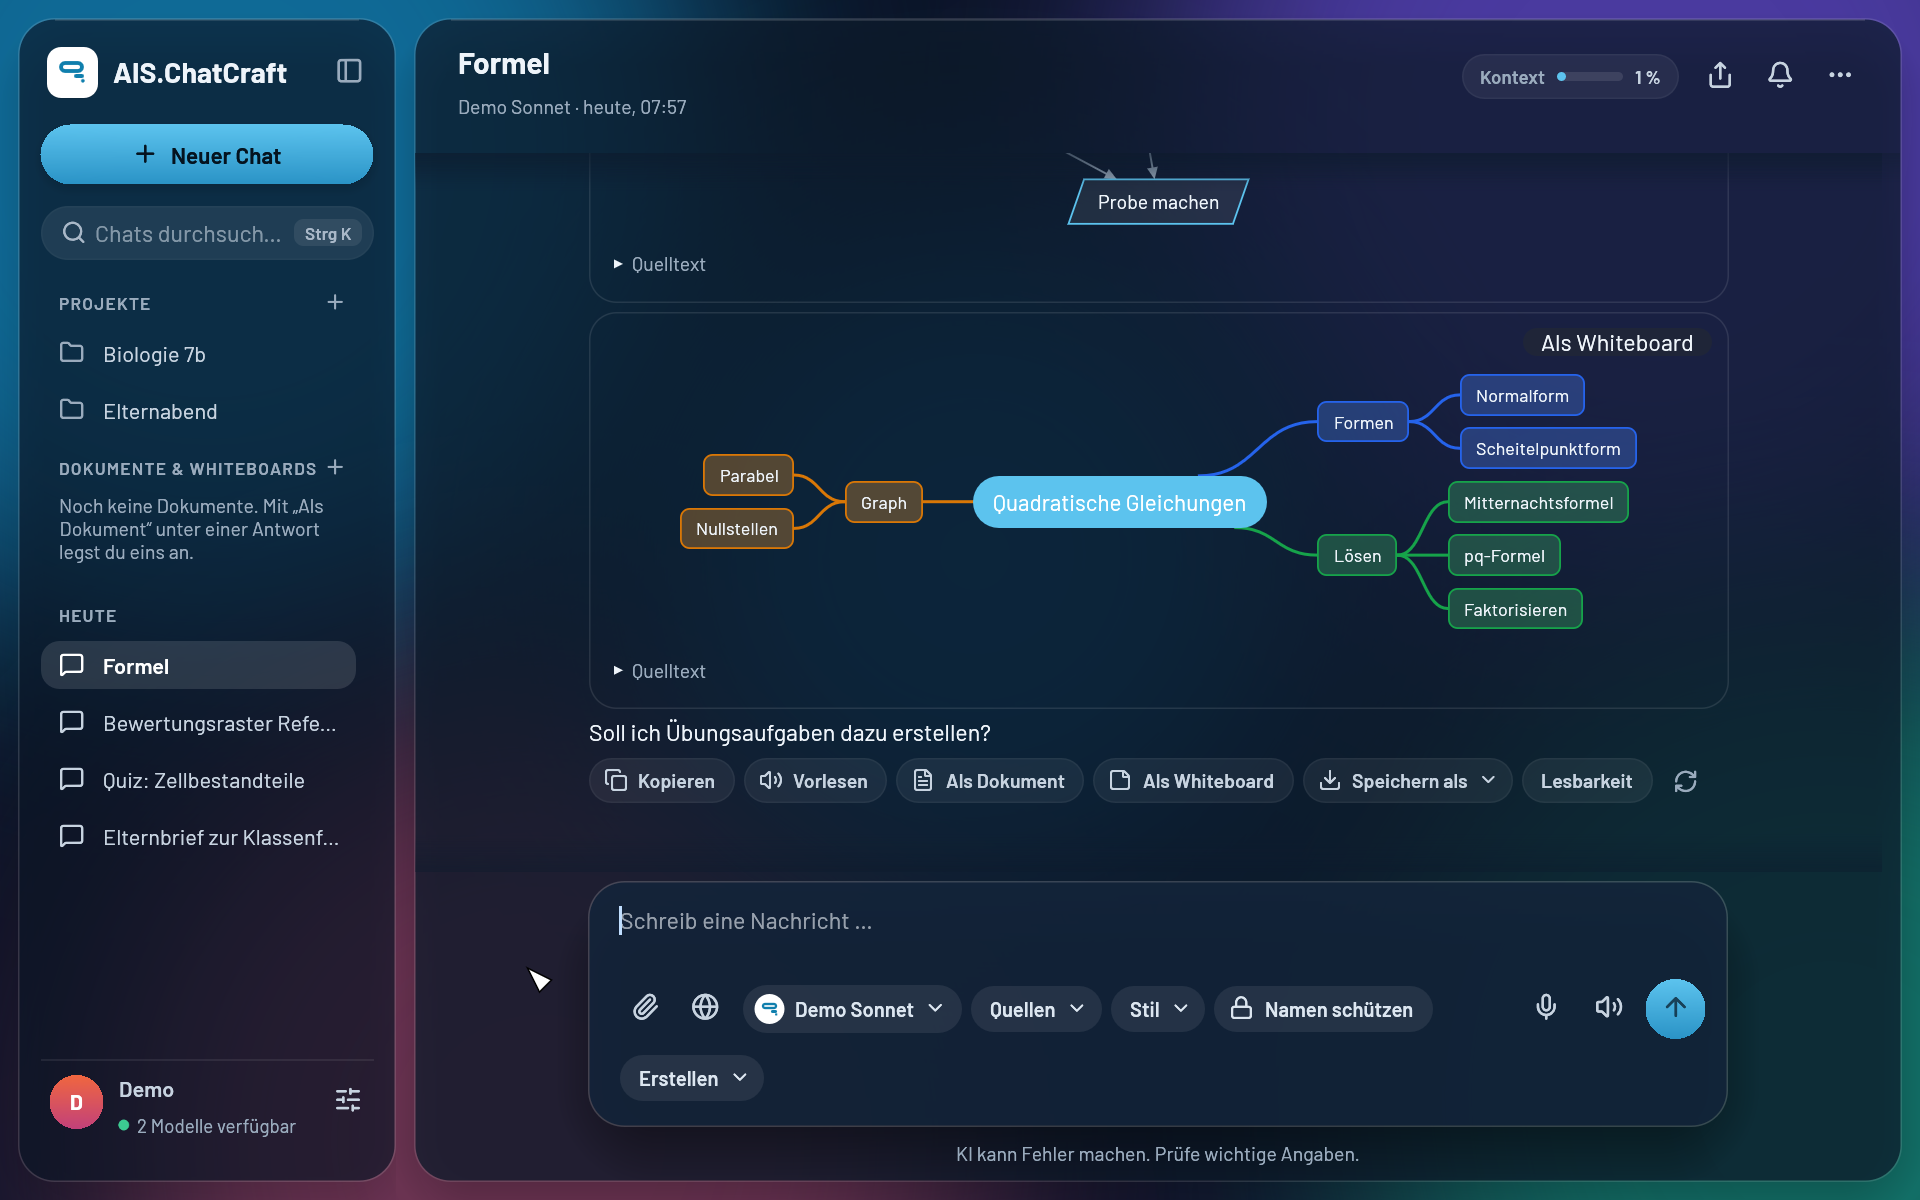 AIS.ChatCraft
Neuer Chat
Chats durchsuch...
Strg K
PROJEKTE
Biologie 7b
Elternabend
DOKUMENTE & WHITEBOARDS
Noch keine Dokumente. Mit „Als
Dokument“ unter einer Antwort
legst du eins an.
HEUTE
Formel
Bewertungsraster Refe...
Quiz: Zellbestandteile
Elternbrief zur Klassenf...
D
Demo
2 Modelle verfügbar
Formel
Demo Sonnet · heute, 07:57
Kontext 1 %
Probe machen
Quelltext
Als Whiteboard
Normalform
Formen
Scheitelpunktform
Parabel
Graph
Nullstellen
Quadratische Gleichungen
Mitternachtsformel
Lösen
pq-Formel
Faktorisieren
Quelltext
Soll ich Übungsaufgaben dazu erstellen?
Kopieren
Vorlesen
Als Dokument
Als Whiteboard
Speichern als
Lesbarkeit
Schreib eine Nachricht ...
Demo Sonnet
Quellen
Stil
Namen schützen
Erstellen
KI kann Fehler machen. Prüfe wichtige Angaben.